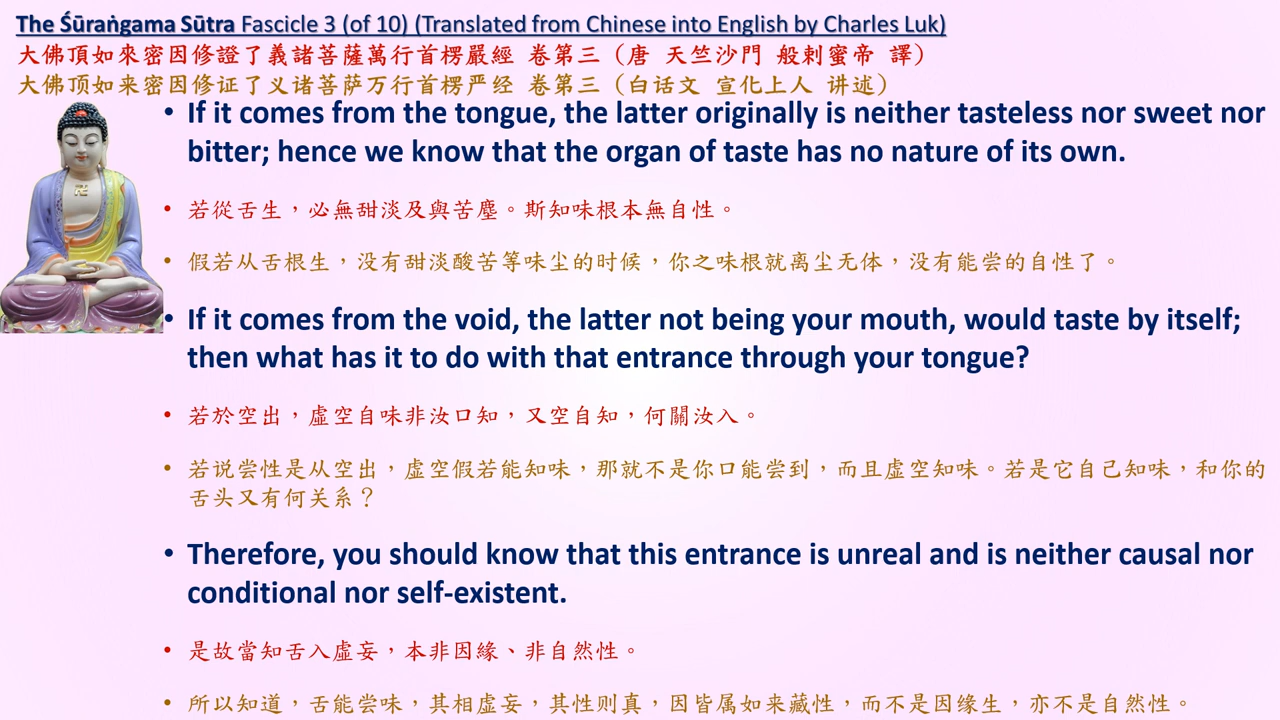 The Śūraṅgama Sūtra Fascicle 3 (of 10) (Translated from Chinese into English by Charles Luk)
大佛頂如來密因修證了義諸菩薩萬行首楞嚴經 卷第三（唐 天竺沙門 般剌蜜帝 譯）
大佛顶如来密因修证了义诸菩萨万行首楞严经 卷第三（白话文 宣化上人 讲述）
• If it comes from the tongue, the latter originally is neither tasteless nor sweet nor
bitter; hence we know that the organ of taste has no nature of its own.
• 若從舌生，必無甜淡及與苦塵。斯知味根本無自性。
• 假若从舌根生，没有甜淡酸苦等味尘的时候，你之味根就离尘无体，没有能尝的自性了。
• If it comes from the void, the latter not being your mouth, would taste by itself;
then what has it to do with that entrance through your tongue?
• 若於空出，虛空自味非汝口知，又空自知，何關汝入。
• 若说尝性是从空出，虚空假若能知味，那就不是你口能尝到，而且虚空知味。若是它自己知味，和你的
舌头又有何关系？
• Therefore, you should know that this entrance is unreal and is neither causal nor
conditional nor self-existent.
• 是故當知舌入虛妄，本非因緣、非自然性。
• 所以知道，舌能尝味，其相虚妄，其性则真，因皆属如来藏性，而不是因缘生，亦不是自然性。